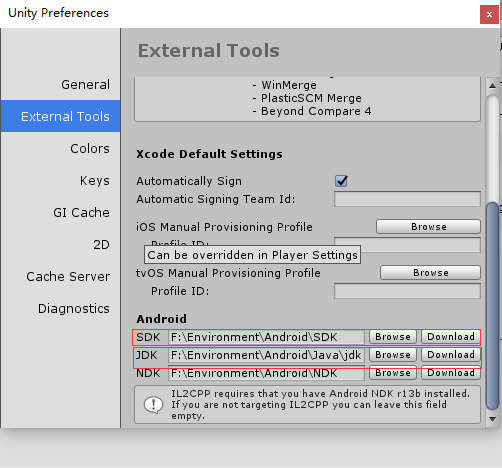 Unity Preferences
x
External Tools
General
External Tools
Colors
Keys
GI Cache
2D
Cache Server
Diagnostics
- WinMerge
- PlasticSCM Merge
- Beyond Compare 4
Xcode Default Settings
Automatically Sign
Automatic Signing Team Id:
iOS Manual Provisioning Profile Browse
Profile ID:
Can be overridden in Player Settings
tvOS Manual Provisioning Profile Browse
Profile ID:
Android
SDK F:\Environment\Android\SDK Browse Download
JDK F:\Environment\Android\Java\jdk Browse Download
NDK F:\Environment\Android\NDK Browse Download
IL2CPP requires that you have Android NDK r13b installed.
If you are not targeting IL2CPP you can leave this field
empty.